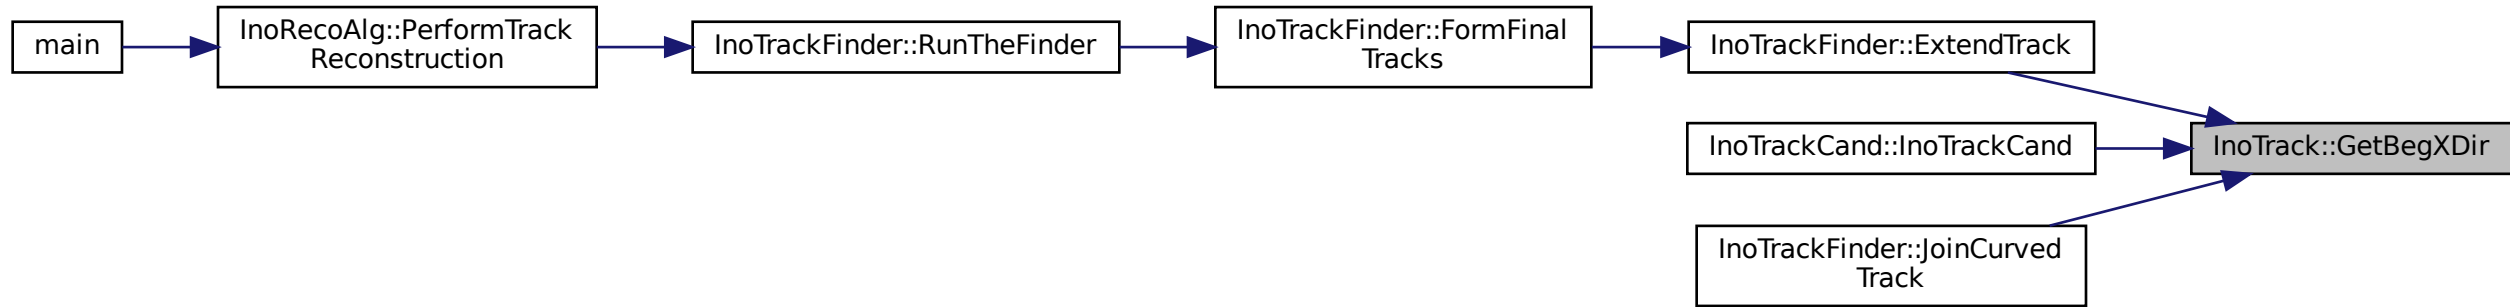 main
InoRecoAlg::PerformTrack
Reconstruction
InoTrackFinder::RunTheFinder
InoTrackFinder::FormFinal
Tracks
InoTrackFinder::ExtendTrack
InoTrackCand::InoTrackCand
InoTrackFinder::JoinCurved
Track
InoTrack::GetBegXDir